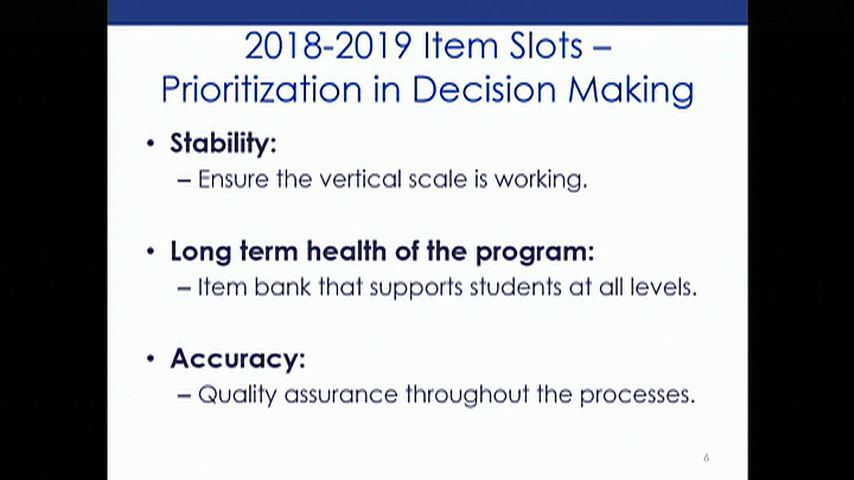 2018-2019 Item Slots –
Prioritization in Decision Making
• Stability:
– Ensure the vertical scale is working.
• Long term health of the program:
– Item bank that supports students at all levels.
• Accuracy:
– Quality assurance throughout the processes.
6